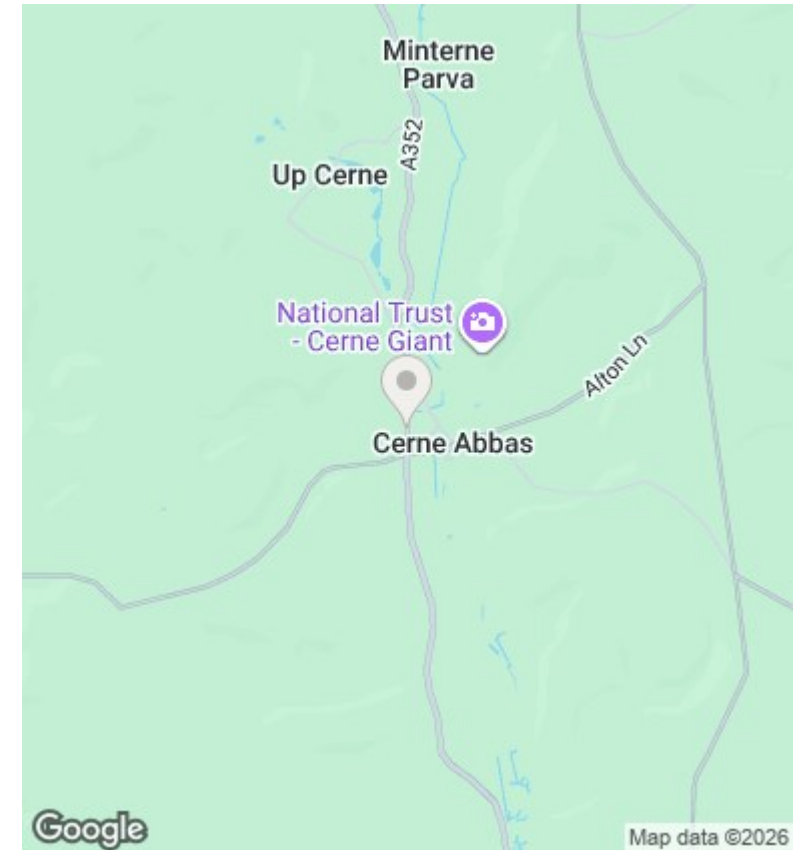 Minterne
Parva
A352
Up Cerne
National Trust
- Cerne Giant
Alton Ln
Cerne Abbas
Google
Map data ©2026